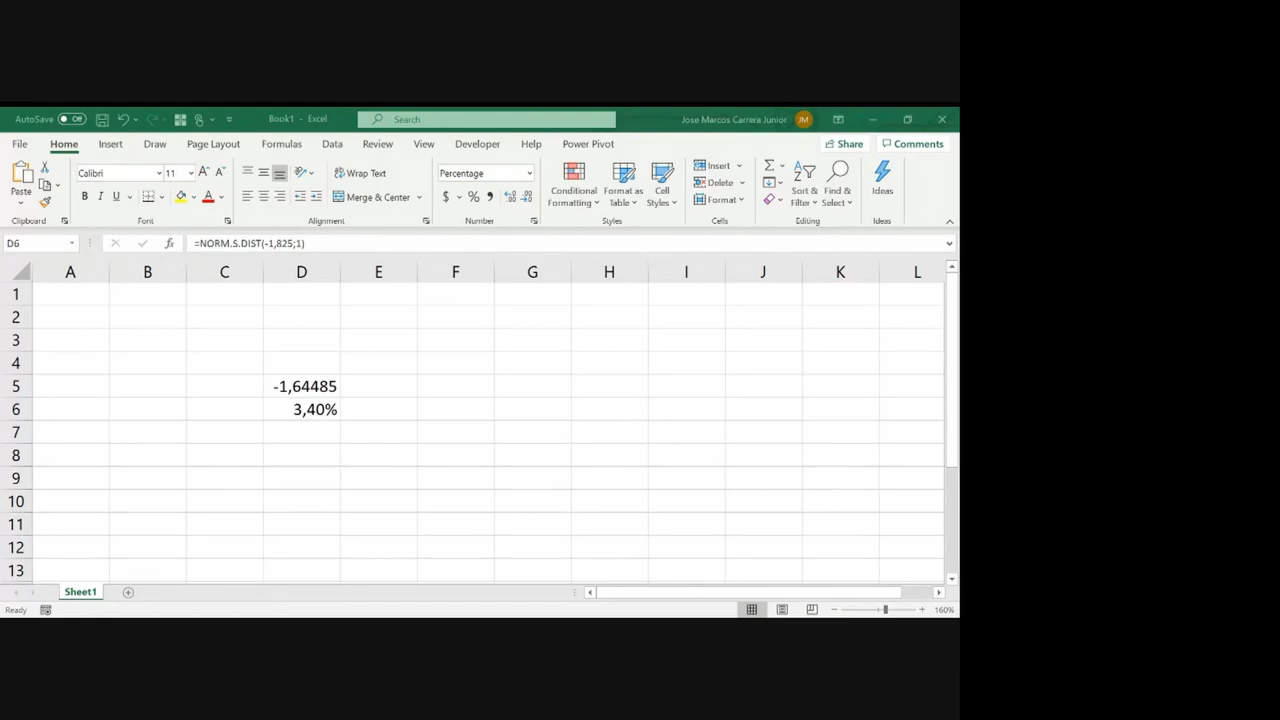 AutoSave Off Book1 - Excel Search Jose Marcos Carrera Junior JM
File Home Insert Draw Page Layout Formulas Data Review View Developer Help Power Pivot Share Comments
Paste Calibri 11 A A Wrap Text Percentage Conditional Formatting Format as Table Cell Styles Insert Sort & Filter Find & Select Ideas
B I U A Merge & Center $ % Delete
Format
Clipboard Font Alignment Number Styles Cells Editing Ideas
D6 fx =NORM.S.DIST(-1,825;1)
A B C D E F G H I J K L
1
2
3
4
5 -1,64485
6 3,40%
7
8
9
10
11
12
13
Sheet1
Ready 160%